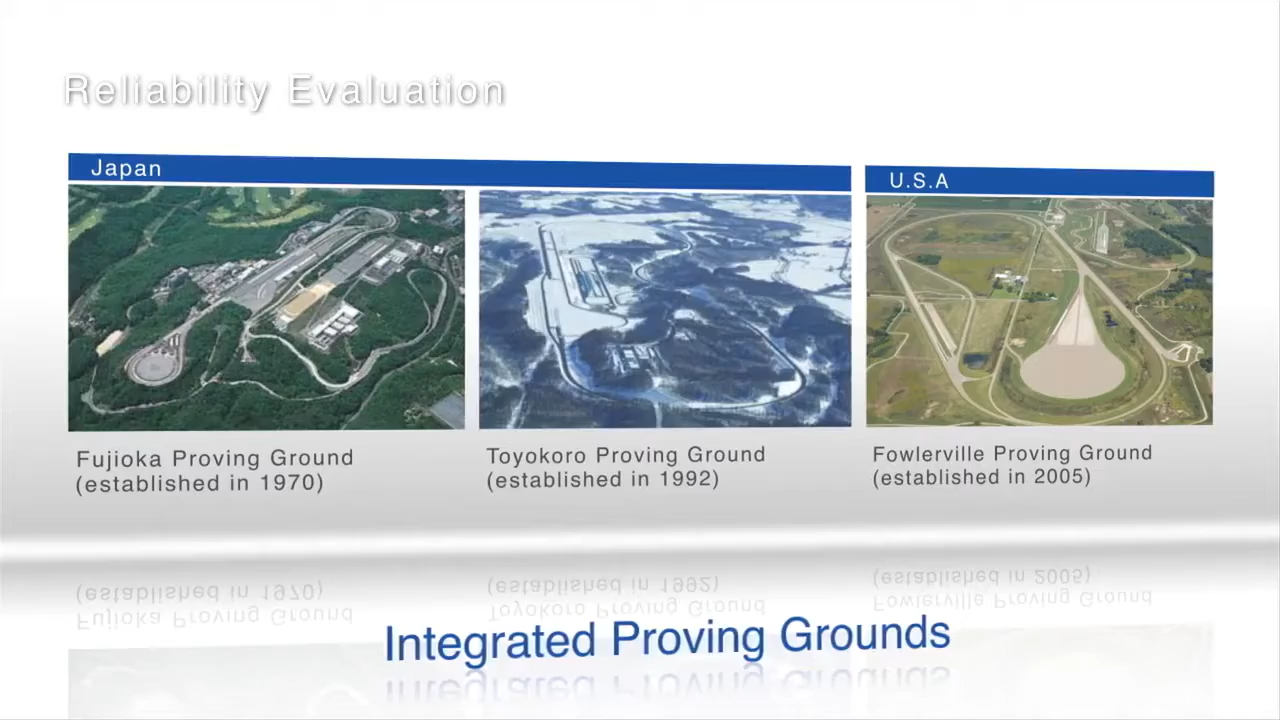 Reliability Evaluation
Japan
U.S.A
Fujioka Proving Ground
(established in 1970)
Toyokoro Proving Ground
(established in 1992)
Fowlerville Proving Ground
(established in 2005)
Integrated Proving Grounds